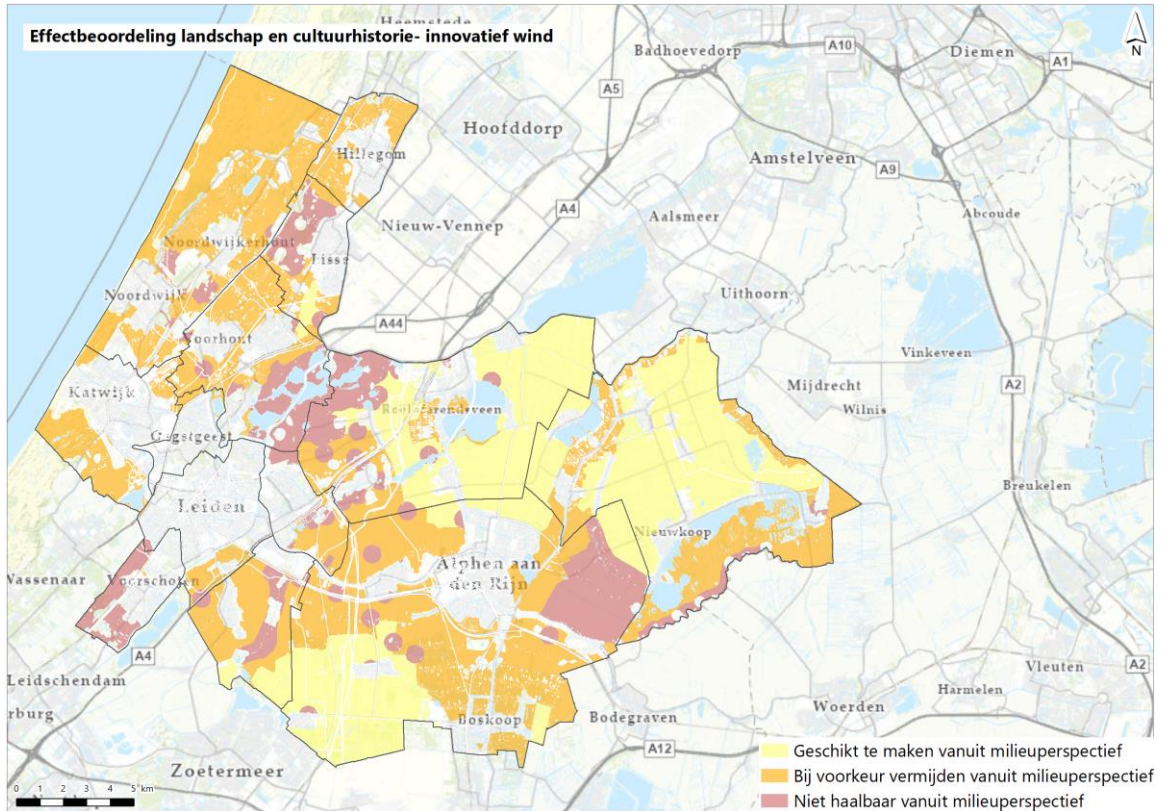 Effectbeoordeling landschap en cultuurhistorie- innovatief wind
Heemstede
N
Badhoevedorp
A10
Diemen
A1
A5
Hoofddorp
Hillegom
Amstelveen
A9
A4
Nieuw-Vennep
Aalsmeer
Abcoude
Noordwijkerhout
Lisse
Uithoorn
Noordwijk
A44
Voorhout
Vinkeveen
A2
Katwijk
Mijdrecht
Wilnis
Roelofarendsveen
Oegstgeest
Breukelen
Leiden
Nieuwkoop
Wassenaar
Voorschoten
Alphen aan
den Rijn
A4
Leidschendam
Vleuten
A2
Harmelen
Woerden
rburg
Boskoop
Bodegraven
A12
Zoetermeer
Geschikt te maken vanuit milieuperspectief
Bij voorkeur vermijden vanuit milieuperspectief
Niet haalbaar vanuit milieuperspectief
0 1 2 3 4 5 km